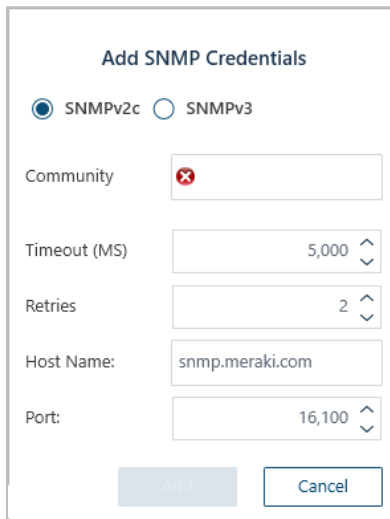 Add SNMP Credentials
SNMPv2c SNMPv3
Community
Timeout (MS) 5,000
Retries 2
Host Name: snmp.meraki.com
Port: 16,100
Add Cancel